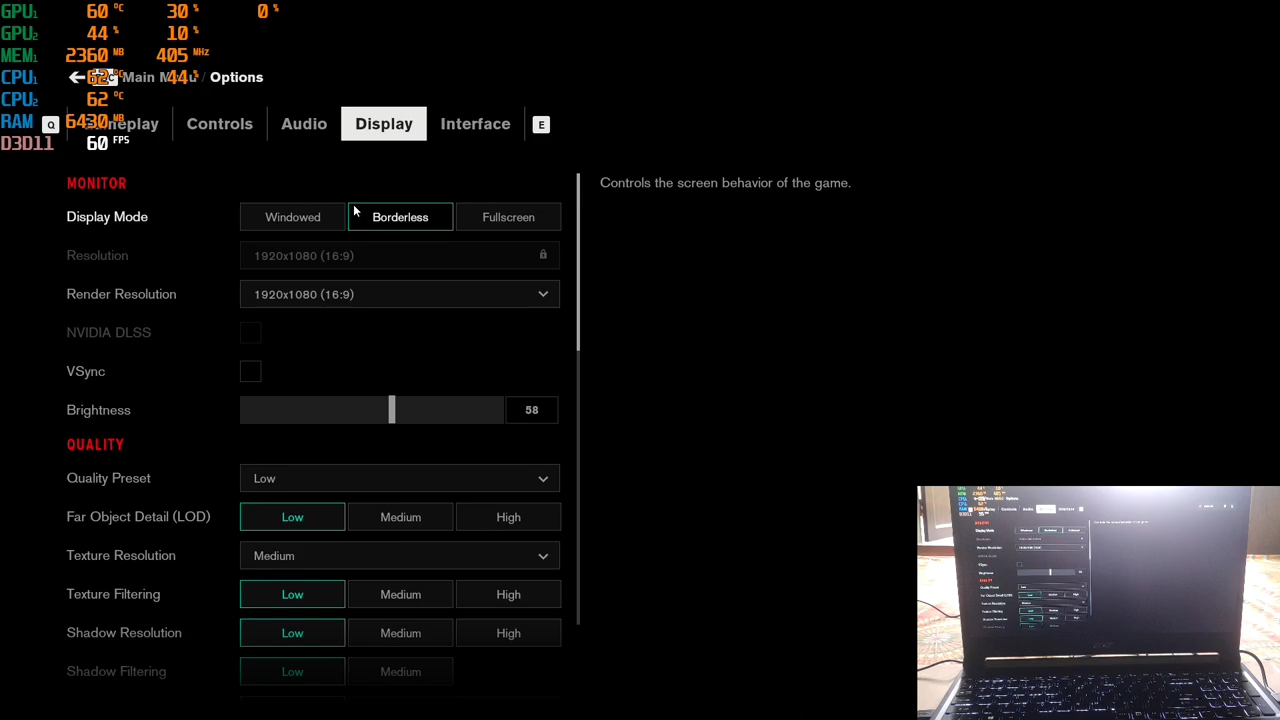 GPU1 60 °C 30 % 0 %
GPU2 44 % 10 %
MEM1 2360 MB 405 MHz
CPU1 62 °C 44 %
Main Menu / Options
CPU2 62 °C
RAM 6430 MB
Q Gameplay Controls Audio Display Interface E
D3D11 60 FPS
MONITOR
Controls the screen behavior of the game.
Display Mode Windowed Borderless Fullscreen
Resolution 1920x1080 (16:9)
Render Resolution 1920x1080 (16:9)
NVIDIA DLSS
VSync
Brightness 58
QUALITY
Quality Preset Low
Far Object Detail (LOD) Low Medium High
Texture Resolution Medium
Texture Filtering Low Medium High
Shadow Resolution Low Medium High
Shadow Filtering Low Medium